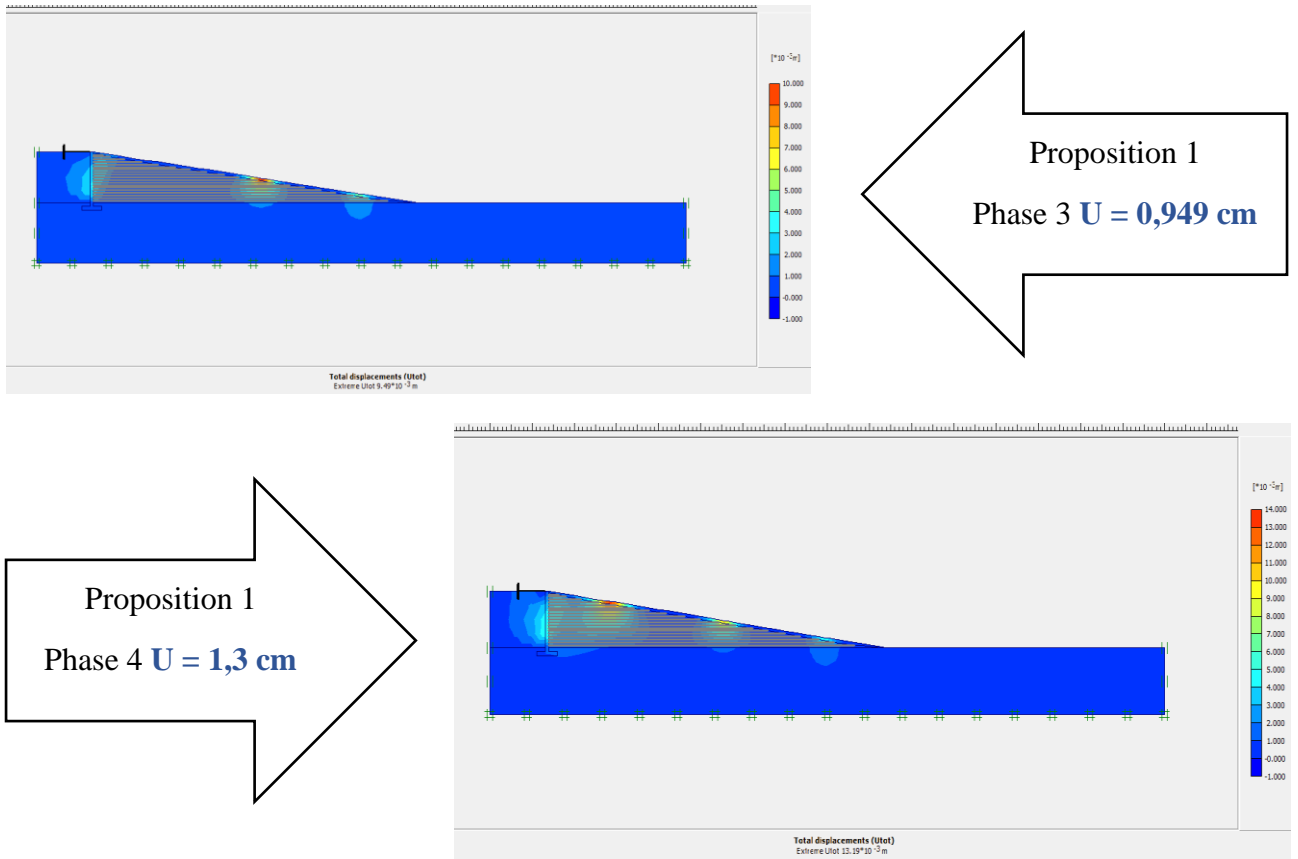 [*10 -3m]
10.000
9.000
8.000
7.000
6.000
5.000
4.000
3.000
2.000
1.000
-0.000
-1.000
Total displacements (Utot)
Extreme Utot 9.49*10 -3 m
Proposition 1
Phase 3 U = 0,949 cm
Proposition 1
Phase 4 U = 1,3 cm
[*10 -3m]
14.000
13.000
12.000
11.000
10.000
9.000
8.000
7.000
6.000
5.000
4.000
3.000
2.000
1.000
-0.000
-1.000
Total displacements (Utot)
Extreme Utot 13.19*10 -3 m